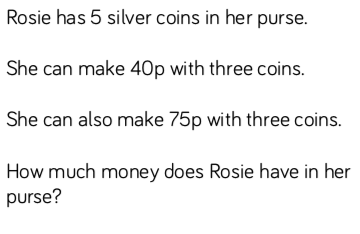 Rosie has 5 silver coins in her purse.
She can make 40p with three coins.
She can also make 75p with three coins.
How much money does Rosie have in her
purse?